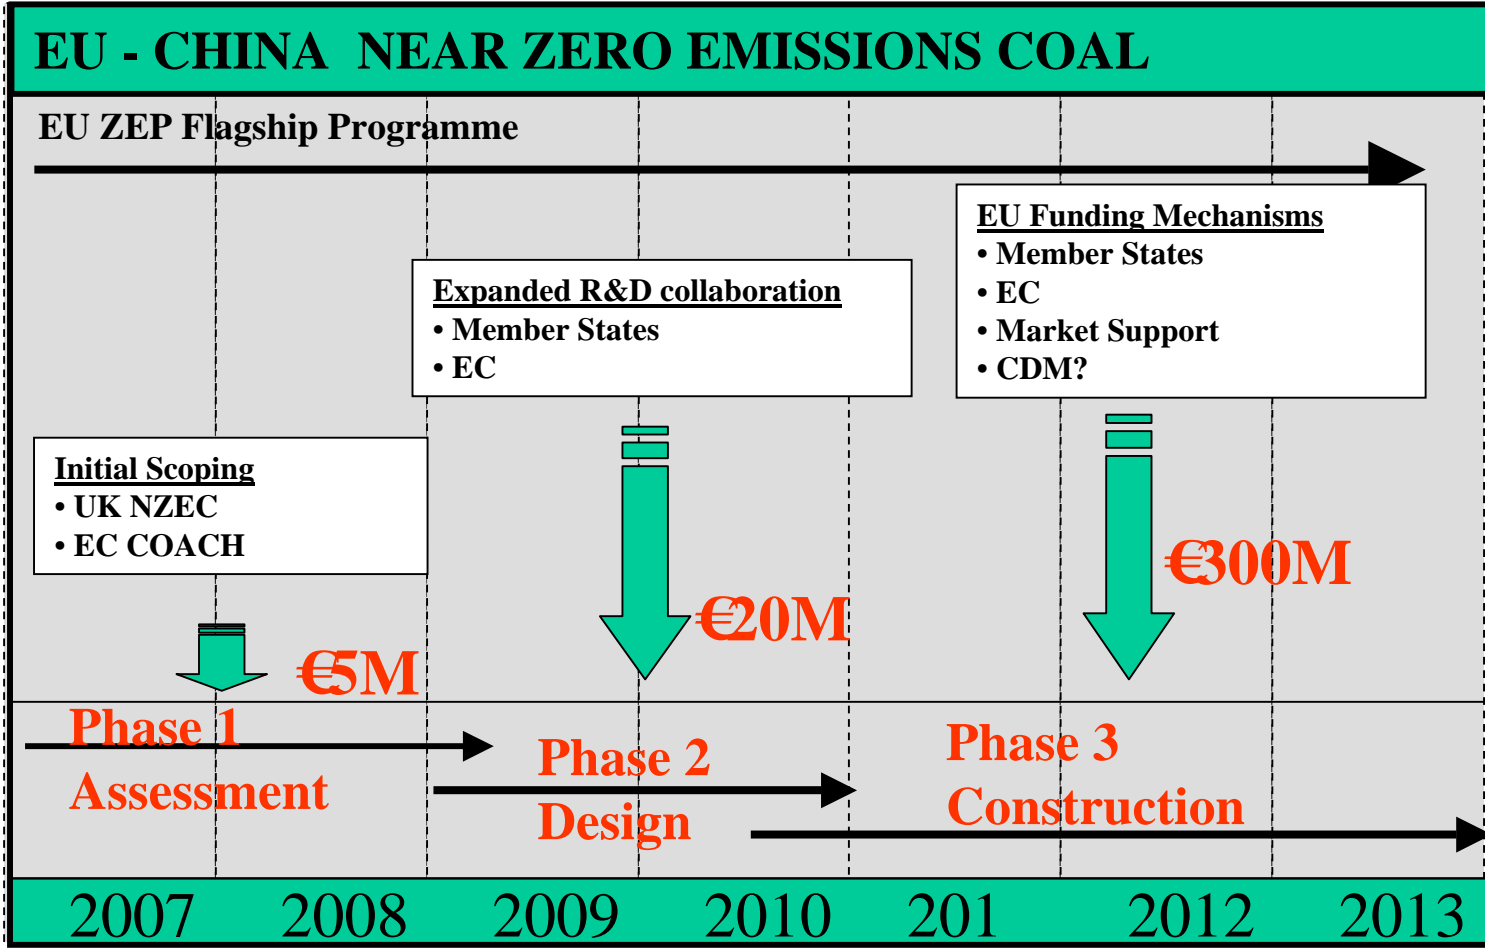 EU - CHINA NEAR ZERO EMISSIONS COAL
EU ZEP Flagship Programme
EU Funding Mechanisms
• Member States
• EC
• Market Support
• CDM?
Expanded R&D collaboration
• Member States
• EC
Initial Scoping
• UK NZEC
• EC COACH
€300M
€20M
€5M
Phase 1
Assessment
Phase 2
Design
Phase 3
Construction
2007 2008 2009 2010 201 2012 2013